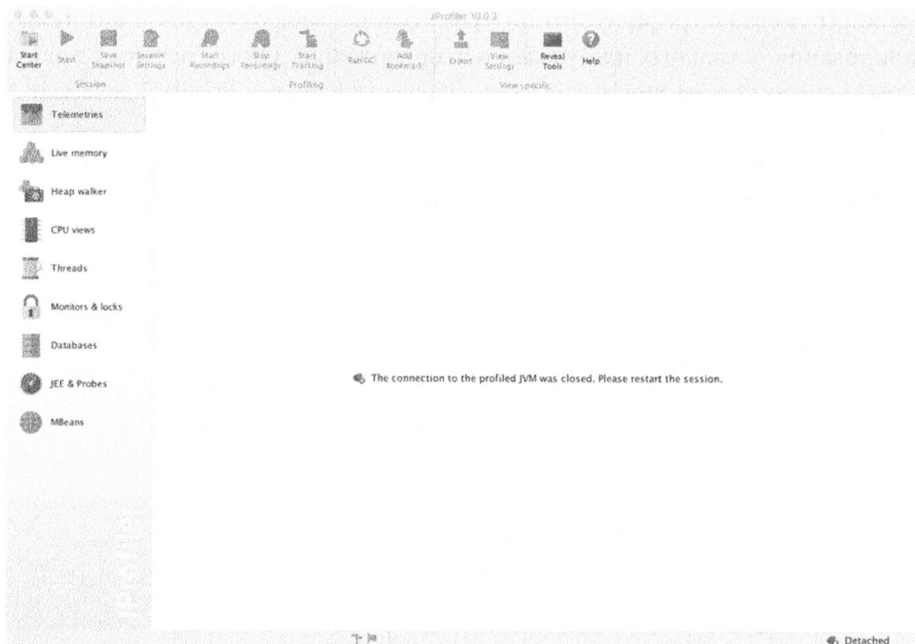 JProfiler 10.0.3
Start Center Start Save Snapshot Session Settings Start Recordings Stop Recordings Start Tracking Run GC Add Bookmark Export View Settings Reveal Tools Help
Session Profiling View specific
Telemetries
Live memory
Heap walker
CPU views
Threads
Monitors & locks
Databases
JEE & Probes
MBeans
The connection to the profiled JVM was closed. Please restart the session.
JProfiler
Detached